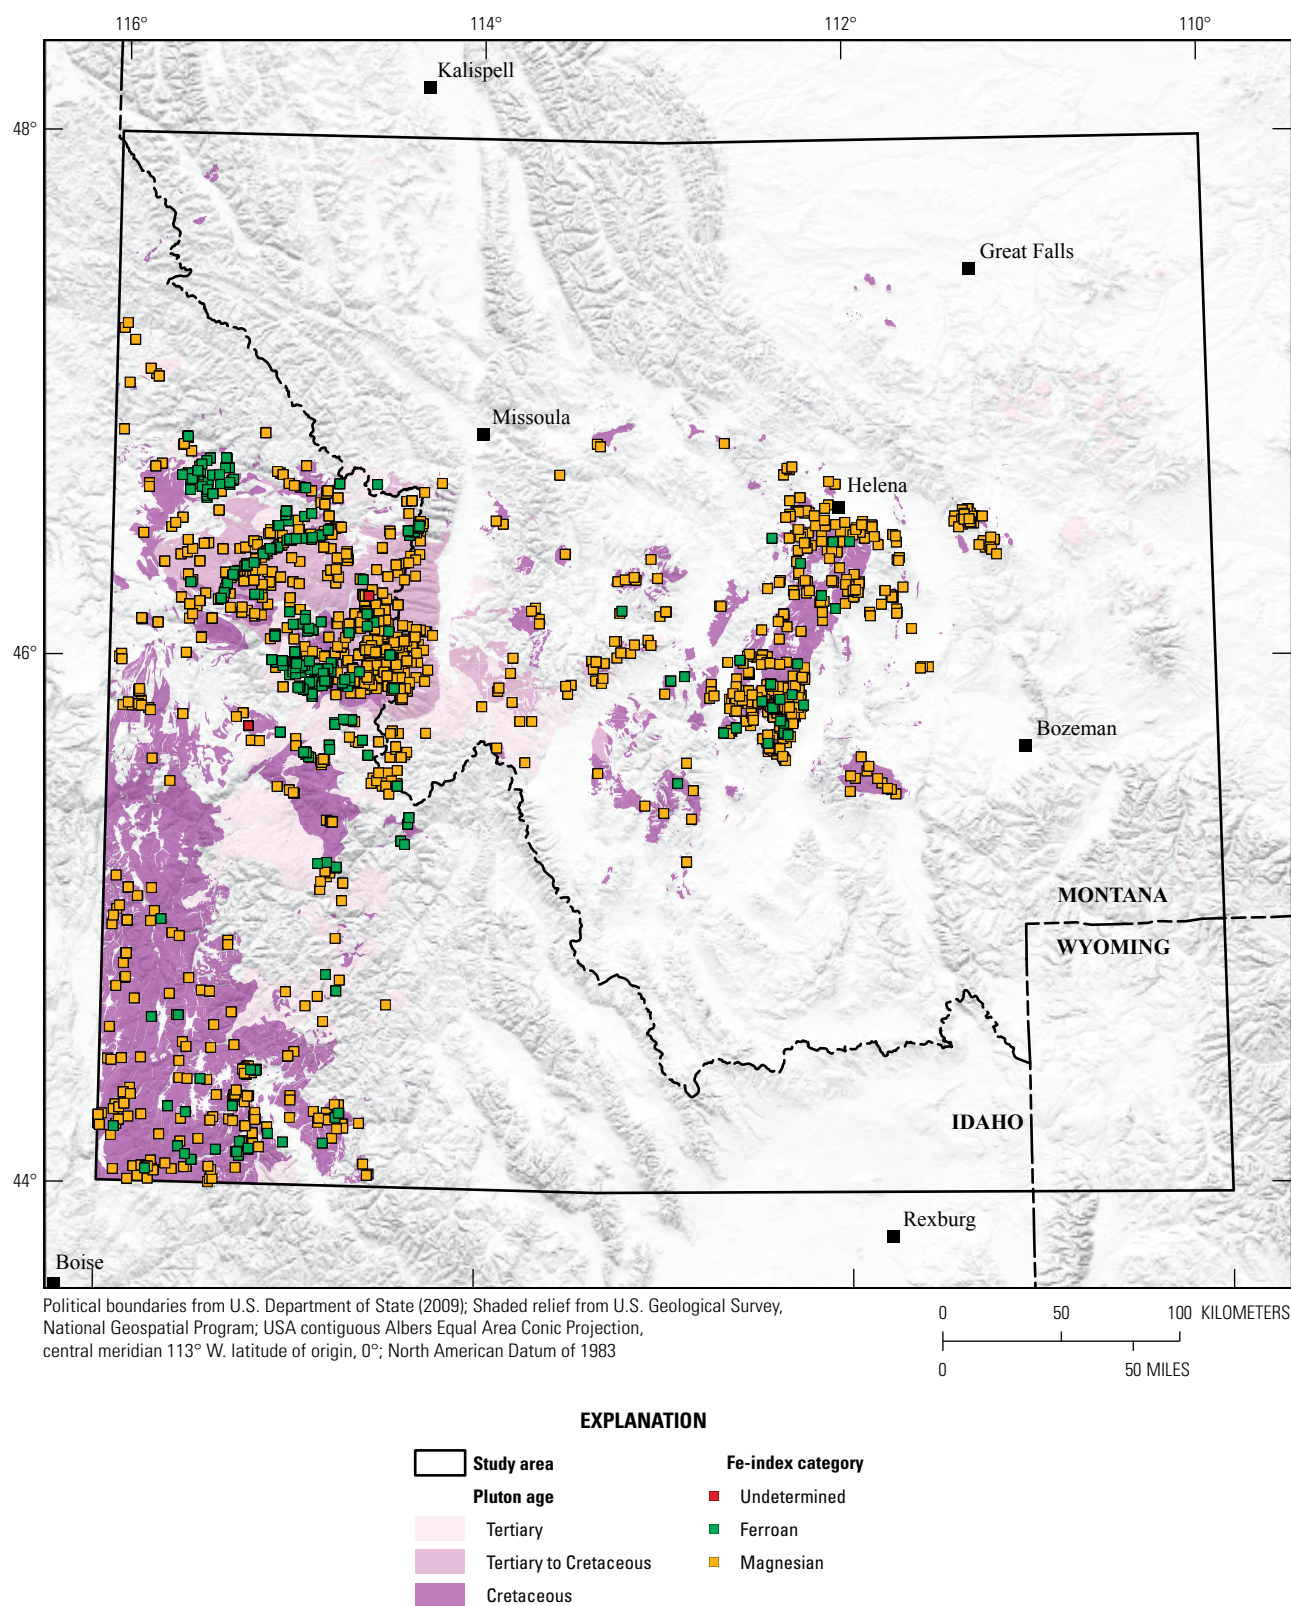 116°
114°
112°
110°
Kalispell
48°
Great Falls
Missoula
Helena
46°
Bozeman
MONTANA
WYOMING
IDAHO
44°
Rexburg
Boise
Political boundaries from U.S. Department of State (2009); Shaded relief from U.S. Geological Survey,
National Geospatial Program; USA contiguous Albers Equal Area Conic Projection,
central meridian 113° W. latitude of origin, 0°; North American Datum of 1983
0 50 100 KILOMETERS
0 50 MILES
EXPLANATION
Study area
Pluton age
Tertiary
Tertiary to Cretaceous
Cretaceous
Fe-index category
Undetermined
Ferroan
Magnesian